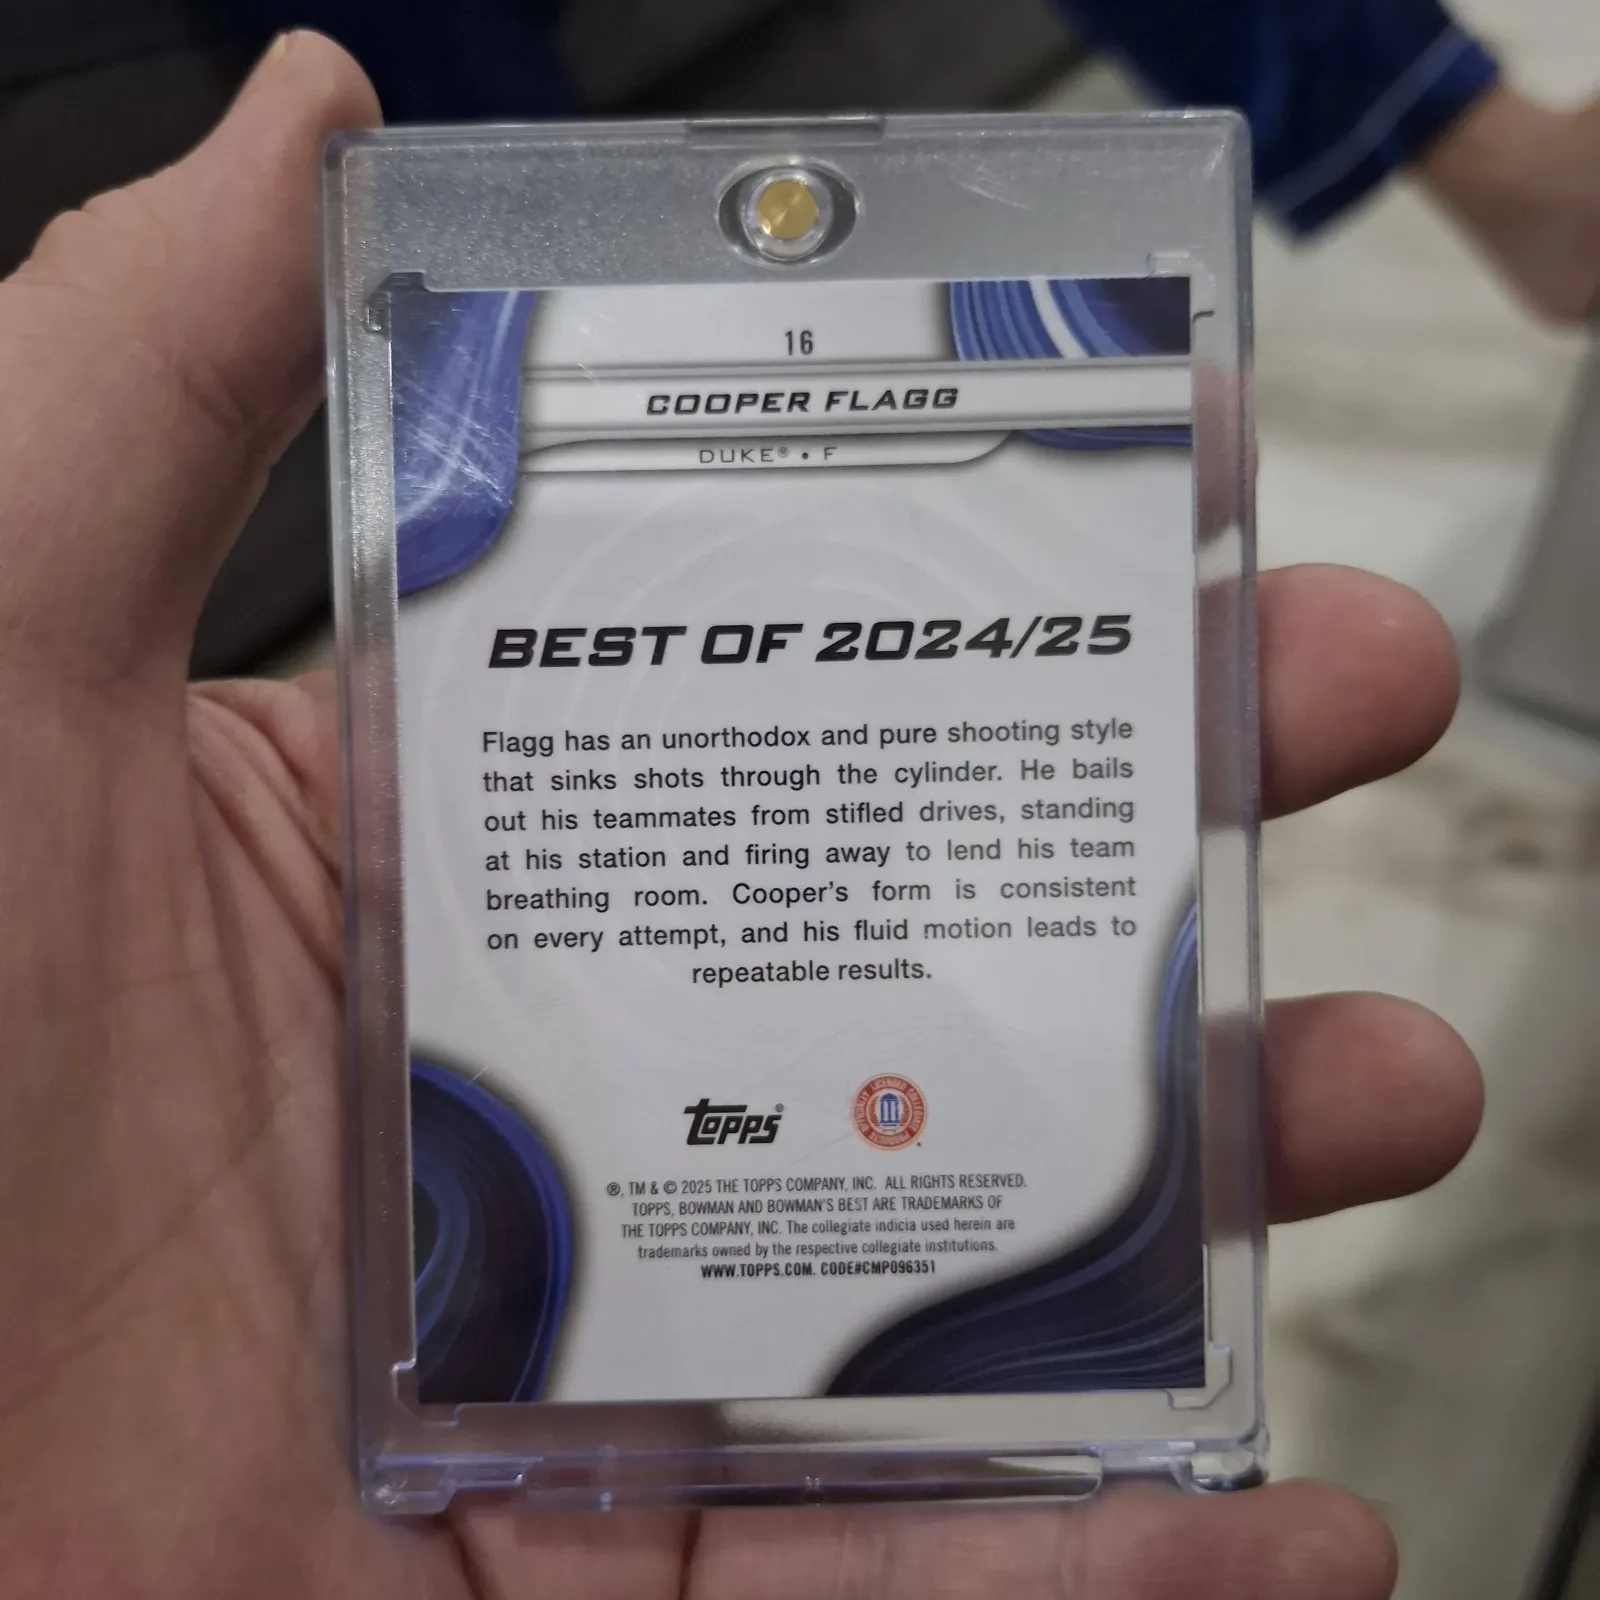 16
COOPER FLAGG
DUKE® • F
BEST OF 2024/25
Flagg has an unorthodox and pure shooting style
that sinks shots through the cylinder. He bails
out his teammates from stifled drives, standing
at his station and firing away to lend his team
breathing room. Cooper's form is consistent
on every attempt, and his fluid motion leads to
repeatable results.
topps®
OFFICIALLY LICENSED COLLEGIATE PRODUCTS
®, TM & © 2025 THE TOPPS COMPANY, INC. ALL RIGHTS RESERVED.
TOPPS, BOWMAN AND BOWMAN'S BEST ARE TRADEMARKS OF
THE TOPPS COMPANY, INC. The collegiate indicia used herein are
trademarks owned by the respective collegiate institutions.
WWW.TOPPS.COM. CODE#CMP096351